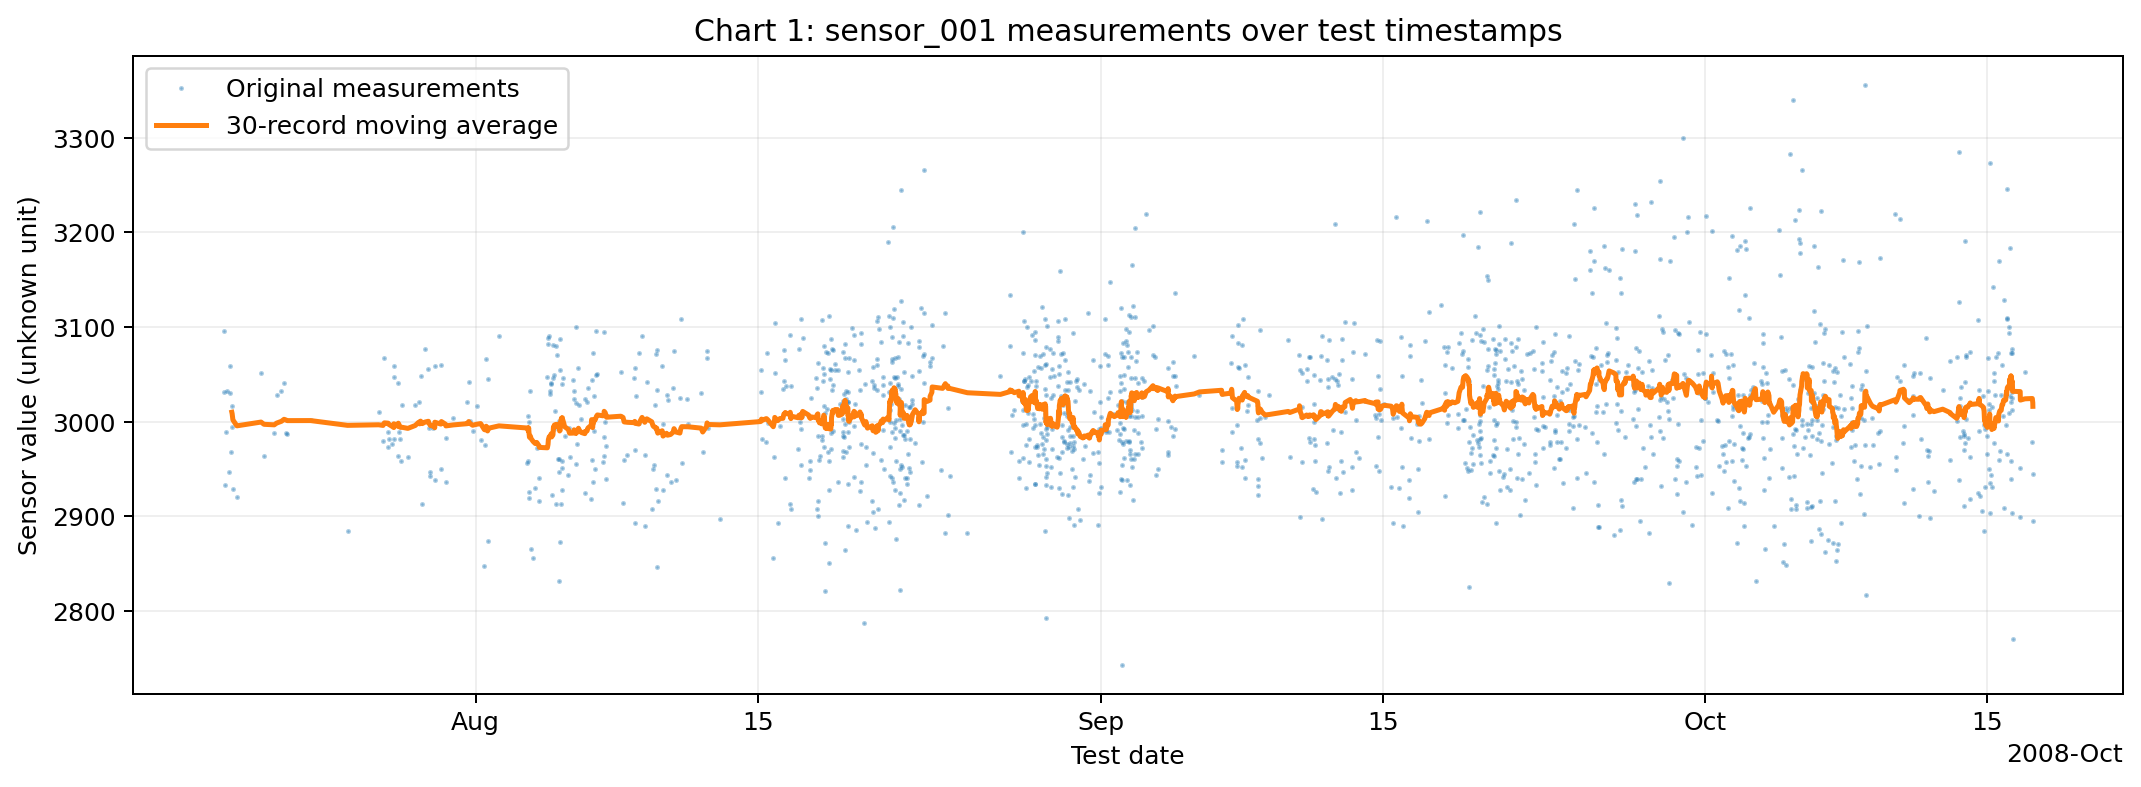 Chart 1: sensor_001 measurements over test timestamps
Original measurements
30-record moving average
Sensor value (unknown unit)
3300
3200
3100
3000
2900
2800
Aug 15 Sep 15 Oct 15
Test date
2008-Oct